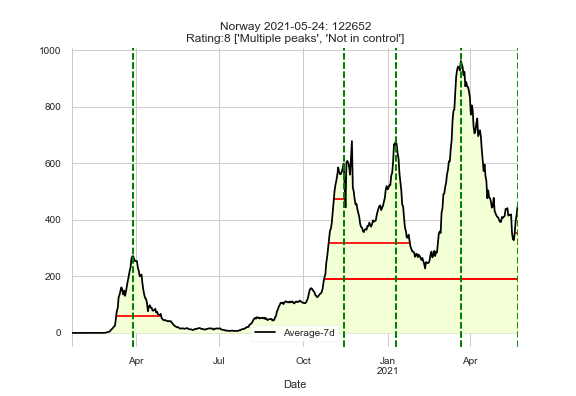 Norway 2021-05-24: 122652
Rating:8 ['Multiple peaks', 'Not in control']
1000
800
600
400
200
0
Average-7d
Apr
Jul
Oct
Jan
2021
Apr
Date